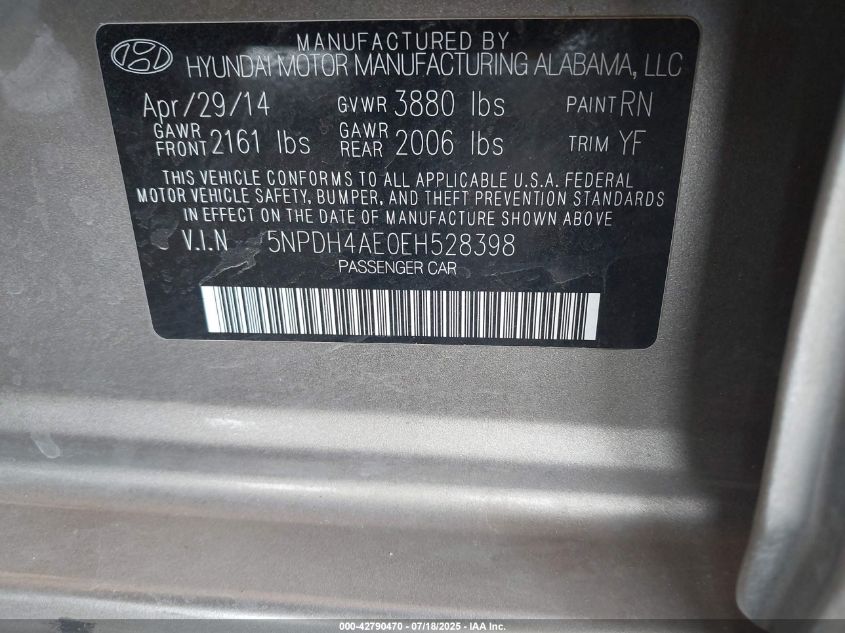 MANUFACTURED BY
HYUNDAI MOTOR MANUFACTURING ALABAMA, LLC
Apr/29/14 GVWR 3880 lbs PAINT RN
GAWR FRONT 2161 lbs GAWR REAR 2006 lbs TRIM YF
THIS VEHICLE CONFORMS TO ALL APPLICABLE U.S.A. FEDERAL
MOTOR VEHICLE SAFETY, BUMPER, AND THEFT PREVENTION STANDARDS
IN EFFECT ON THE DATE OF MANUFACTURE SHOWN ABOVE
V.I.N 5NPDH4AE0EH528398
PASSENGER CAR
000-42790470 - 07/18/2025 - IAA Inc.